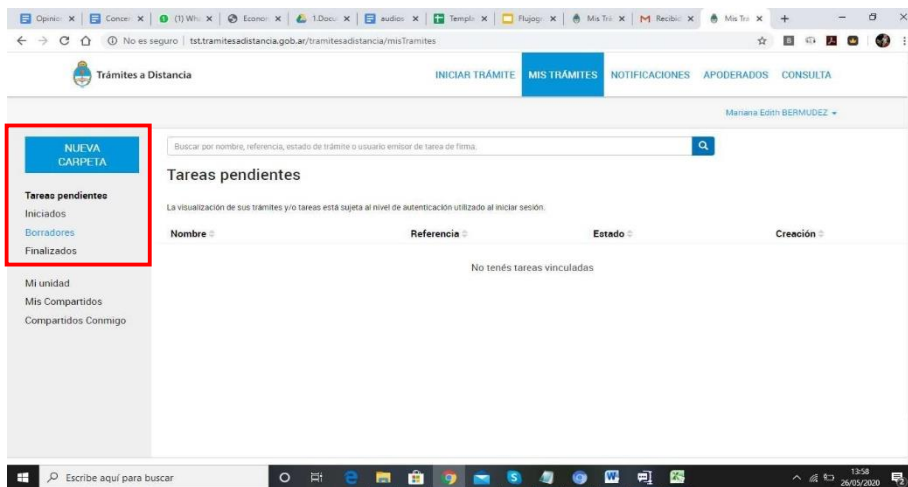 Opinio
Concer
(1) Wh
Econor
1.Docu
audios
Templa
Flujogr
Mis Trá
Recibid
Mis Trá
No es seguro | tst.tramitesadistancia.gob.ar/tramitesadistancia/misTramites
Trámites a Distancia
INICIAR TRÁMITE MIS TRÁMITES NOTIFICACIONES APODERADOS CONSULTA
Mariana Edith BERMUDEZ
NUEVA
CARPETA
Tareas pendientes
Iniciados
Borradores
Finalizados
Mi unidad
Mis Compartidos
Compartidos Conmigo
Buscar por nombre, referencia, estado de trámite o usuario emisor de tarea de firma.
Tareas pendientes
La visualización de sus trámites y/o tareas está sujeta al nivel de autenticación utilizado al iniciar sesión.
Nombre Referencia Estado Creación
No tenés tareas vinculadas
Escribe aquí para buscar
13:58
26/05/2020